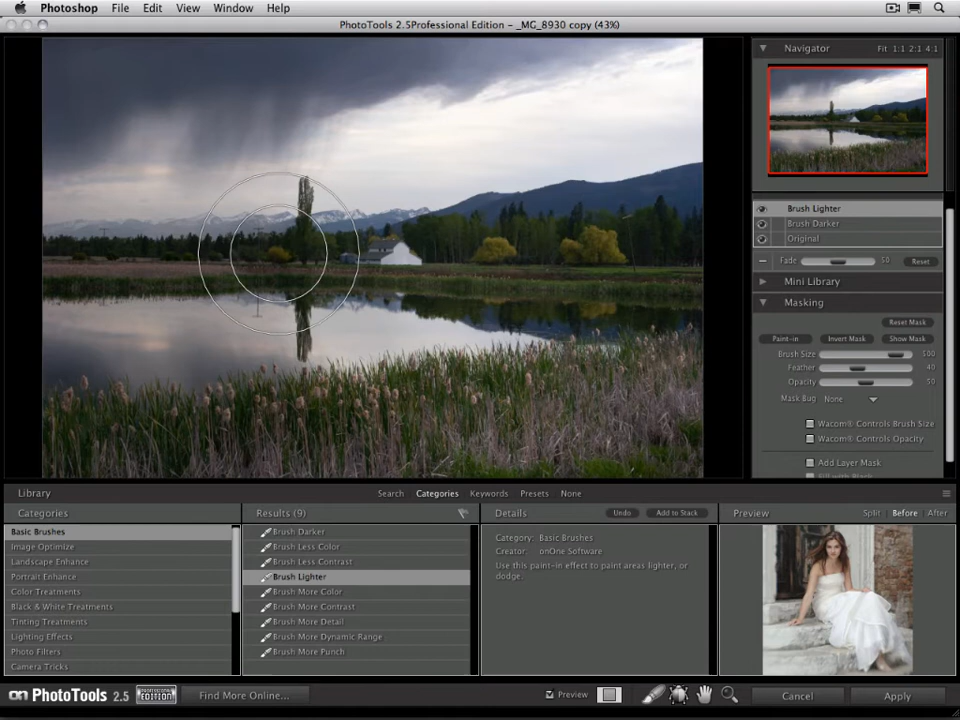 Photoshop File Edit View Window Help
PhotoTools 2.5Professional Edition - _MG_8930 copy (43%)
Navigator Fit 1:1 2:1 4:1
Brush Lighter
Brush Darker
Original
Fade 50 Reset
Mini Library
Masking
Reset Mask
Paint-in Invert Mask Show Mask
Brush Size 500
Feather 40
Opacity 50
Mask Bug None
Wacom® Controls Brush Size
Wacom® Controls Opacity
Add Layer Mask
Library Search Categories Keywords Presets None
Categories
Basic Brushes
Image Optimize
Landscape Enhance
Portrait Enhance
Color Treatments
Black & White Treatments
Tinting Treatments
Lighting Effects
Photo Filters
Camera Tricks
Results (9)
Brush Darker
Brush Less Color
Brush Less Contrast
Brush Lighter
Brush More Color
Brush More Contrast
Brush More Detail
Brush More Dynamic Range
Brush More Punch
Details Undo Add to Stack
Category: Basic Brushes
Creator: onOne Software
Use this paint-in effect to paint areas lighter, or
dodge.
Preview Split Before After
on PhotoTools 2.5 PROFESSIONAL EDITION Find More Online... Preview Cancel Apply